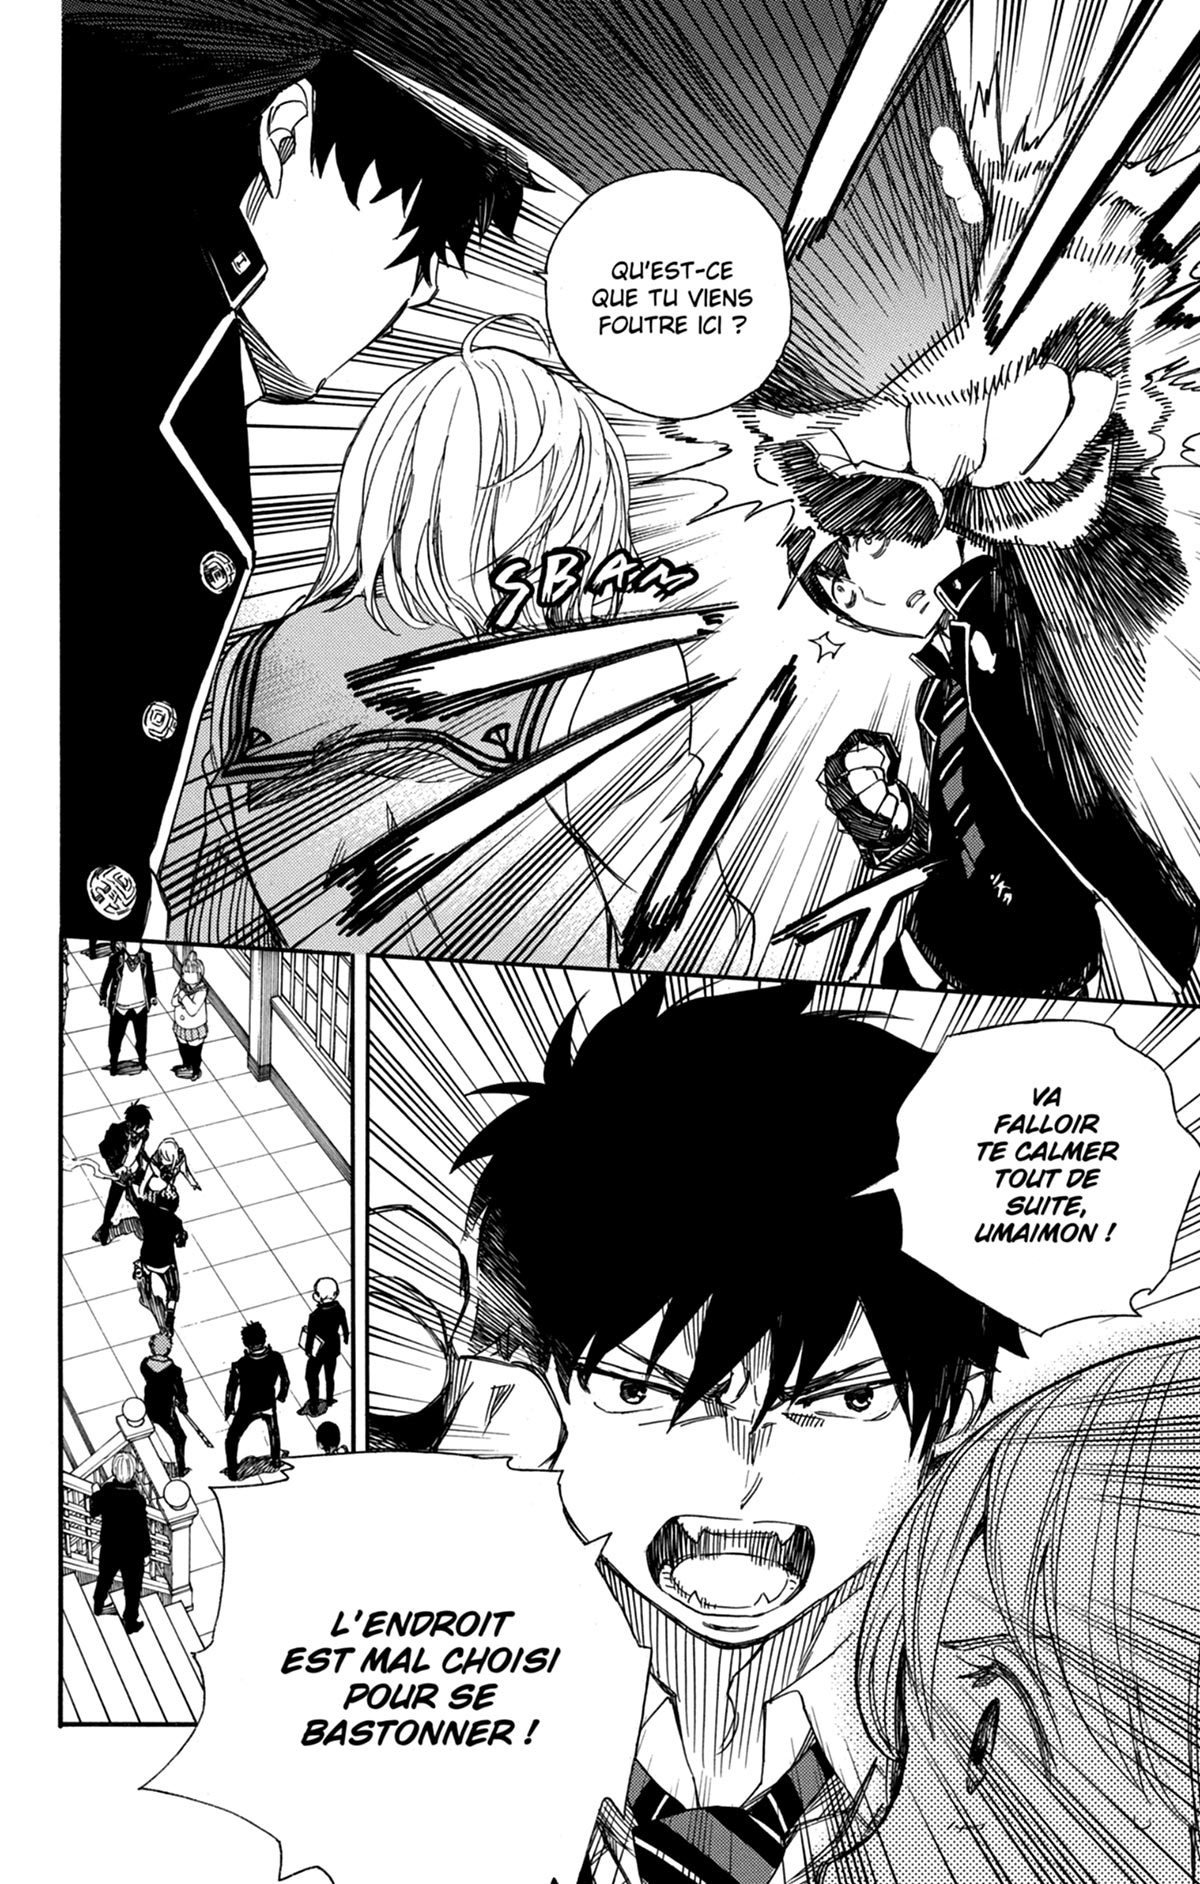 QU'EST-CE
QUE TU VIENS
FOUTRE ICI ?
SBAM
VA
FALLOIR
TE CALMER
TOUT DE
SUITE,
UMAIMON !
L'ENDROIT
EST MAL CHOISI
POUR SE
BASTONNER !